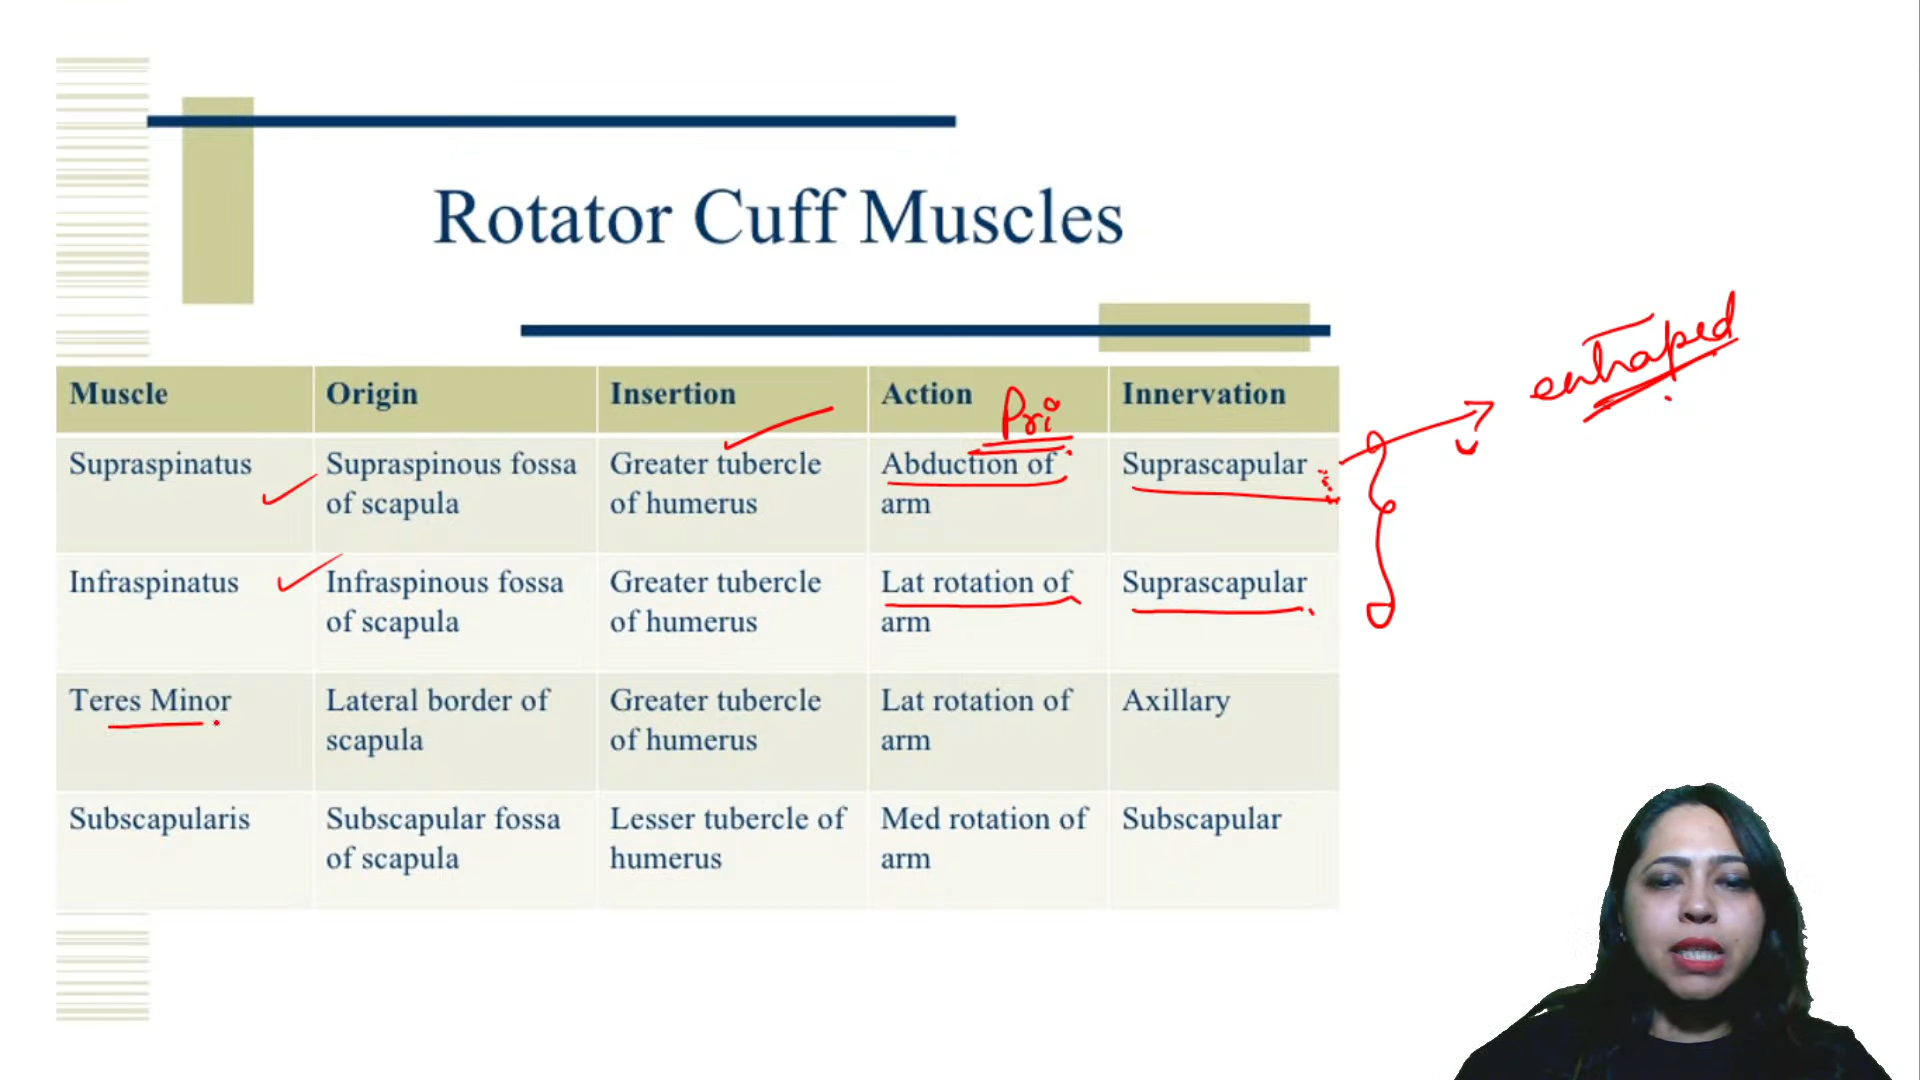 Rotator Cuff Muscles
entraped
Muscle Origin Insertion Action Innervation
Pri
Supraspinatus Supraspinous fossa Greater tubercle Abduction of Suprascapular
of scapula of humerus arm
Infraspinatus Infraspinous fossa Greater tubercle Lat rotation of Suprascapular
of scapula of humerus arm
Teres Minor Lateral border of Greater tubercle Lat rotation of Axillary
scapula of humerus arm
Subscapularis Subscapular fossa Lesser tubercle of Med rotation of Subscapular
of scapula humerus arm